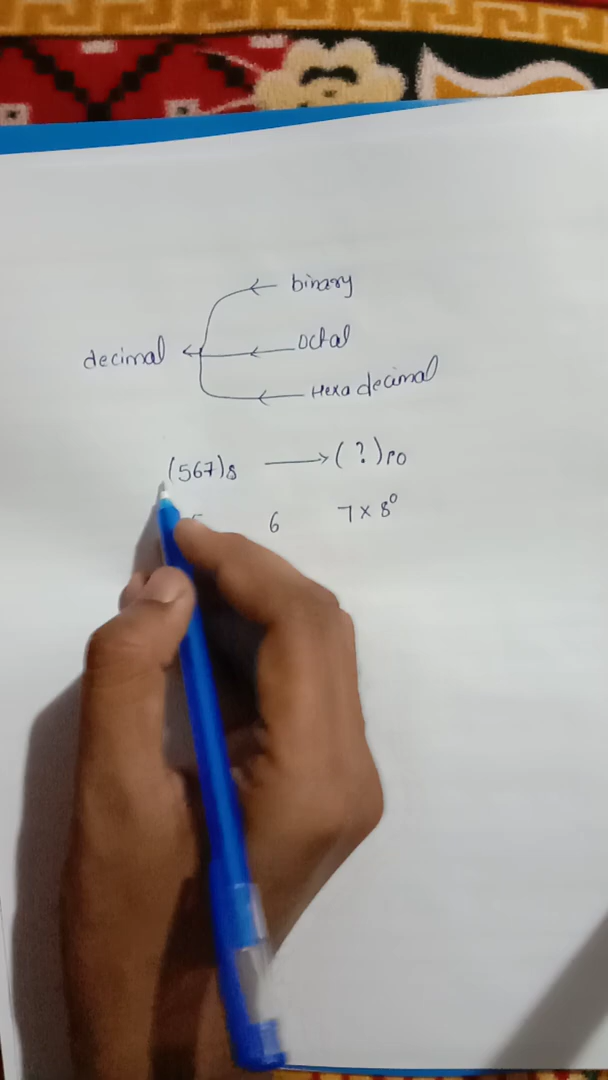 binary
decimal
Octal
Hexa decimal
(567)8 → (?)10
6 7 × 8⁰